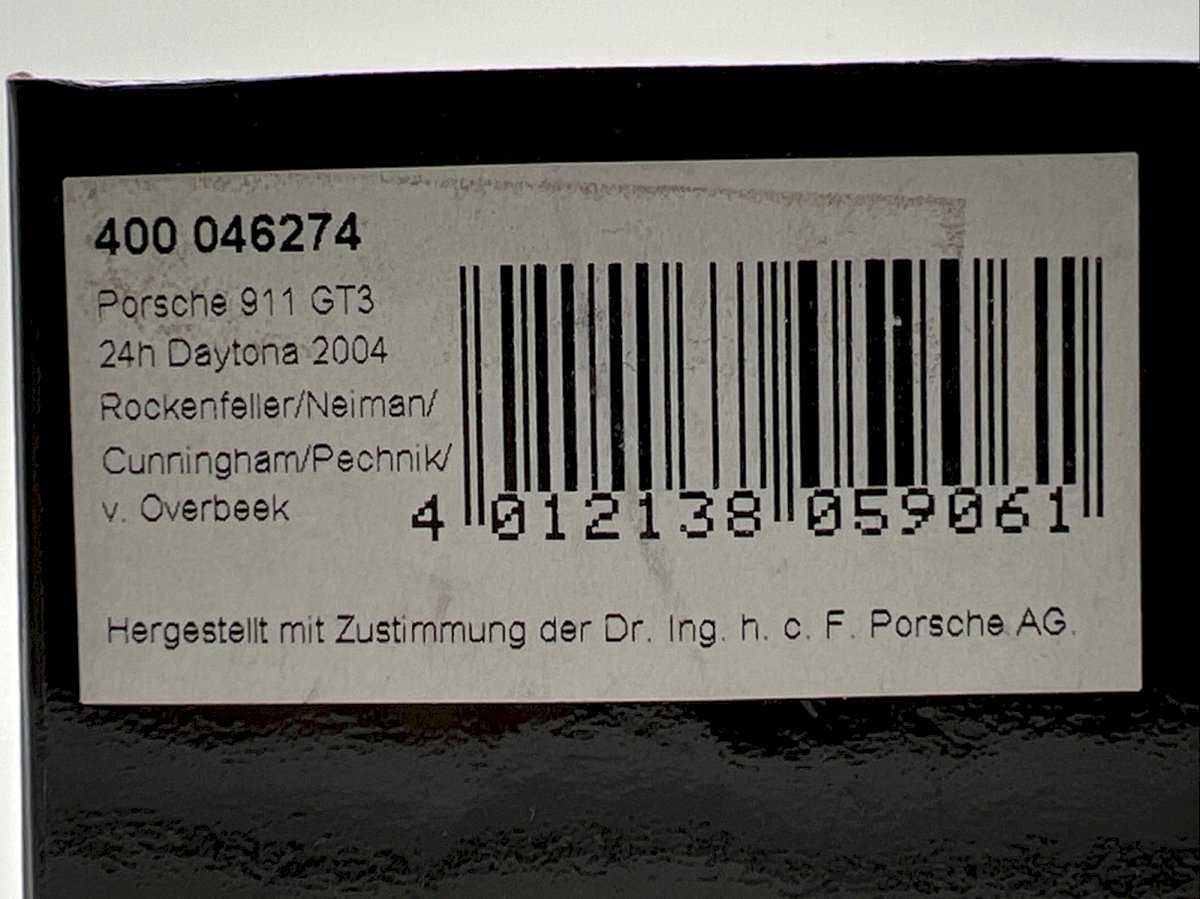 400 046274
Porsche 911 GT3
24h Daytona 2004
Rockenfeller/Neiman/
Cunningham/Pechnik/
v. Overbeek
4 012138 059061
Hergestellt mit Zustimmung der Dr. Ing. h. c. F. Porsche AG.